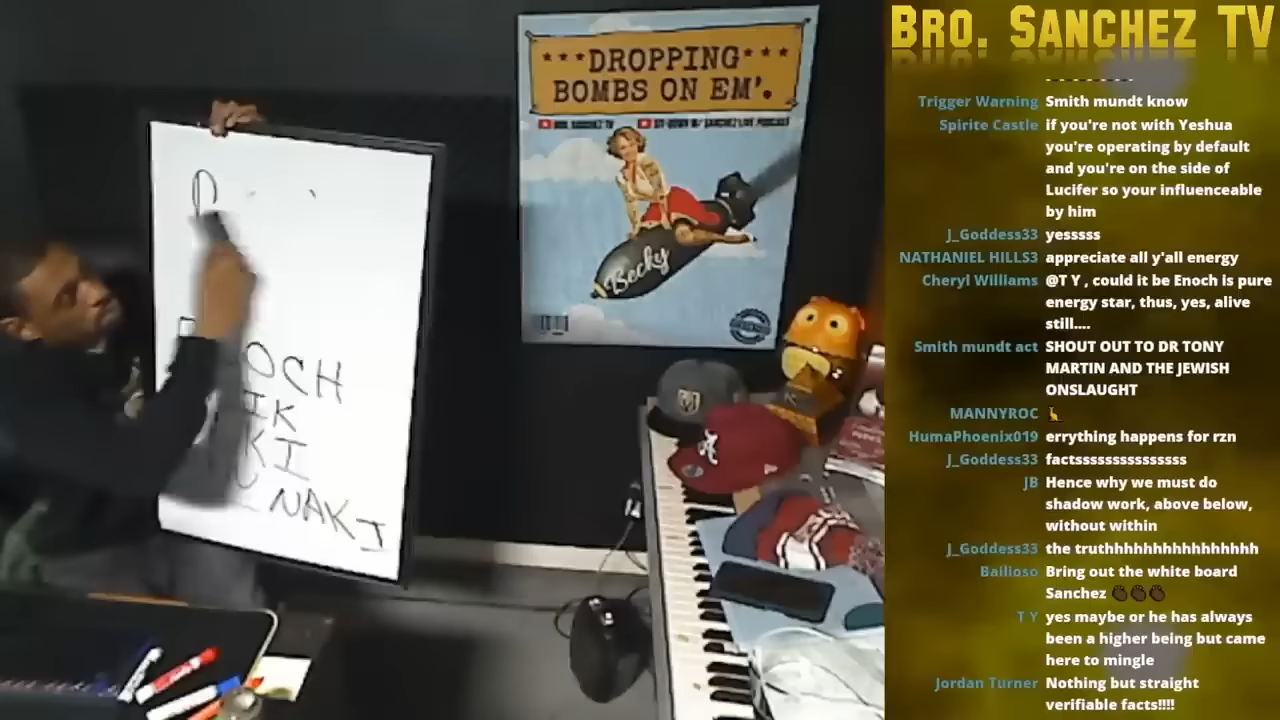 OCH
IK
KI
NAKI
***DROPPING***
BOMBS ON EM'.
BRO. SANCHEZ TV
Becky
BRO. SANCHEZ TV
Trigger Warning Smith mundt know
Spirite Castle if you're not with Yeshua
you're operating by default
and you're on the side of
Lucifer so your influenceable
by him
J_Goddess33 yesssss
NATHANIEL HILLS3 appreciate all y'all energy
Cheryl Williams @T Y , could it be Enoch is pure
energy star, thus, yes, alive
still....
Smith mundt act SHOUT OUT TO DR TONY
MARTIN AND THE JEWISH
ONSLAUGHT
MANNYROC
HumaPhoenix019 errything happens for rzn
J_Goddess33 factsssssssssssssss
JB Hence why we must do
shadow work, above below,
without within
J_Goddess33 the truthhhhhhhhhhhhhhhhh
Bailioso Bring out the white board
Sanchez
T Y yes maybe or he has always
been a higher being but came
here to mingle
Jordan Turner Nothing but straight
verifiable facts!!!!